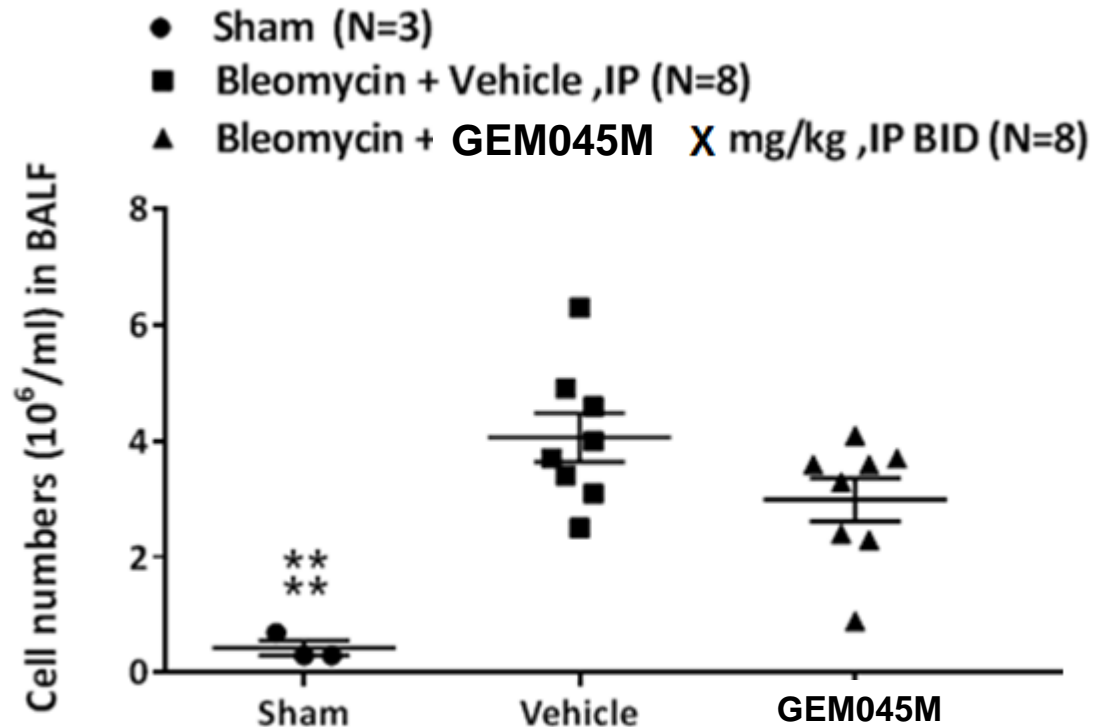 Sham (N=3)
Bleomycin + Vehicle ,IP (N=8)
Bleomycin + GEM045M X mg/kg ,IP BID (N=8)
Cell numbers (10⁶/ml) in BALF
8
6
4
2
0
**
**
Sham Vehicle GEM045M